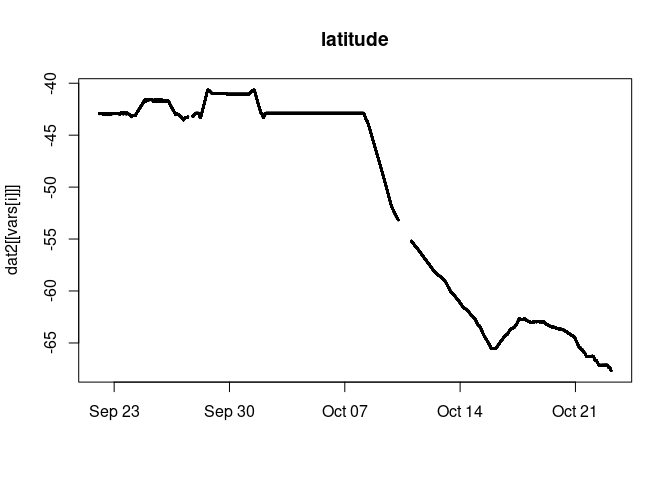 latitude
dat2[[vars[i]]]
-40
-45
-50
-55
-60
-65
Sep 23
Sep 30
Oct 07
Oct 14
Oct 21